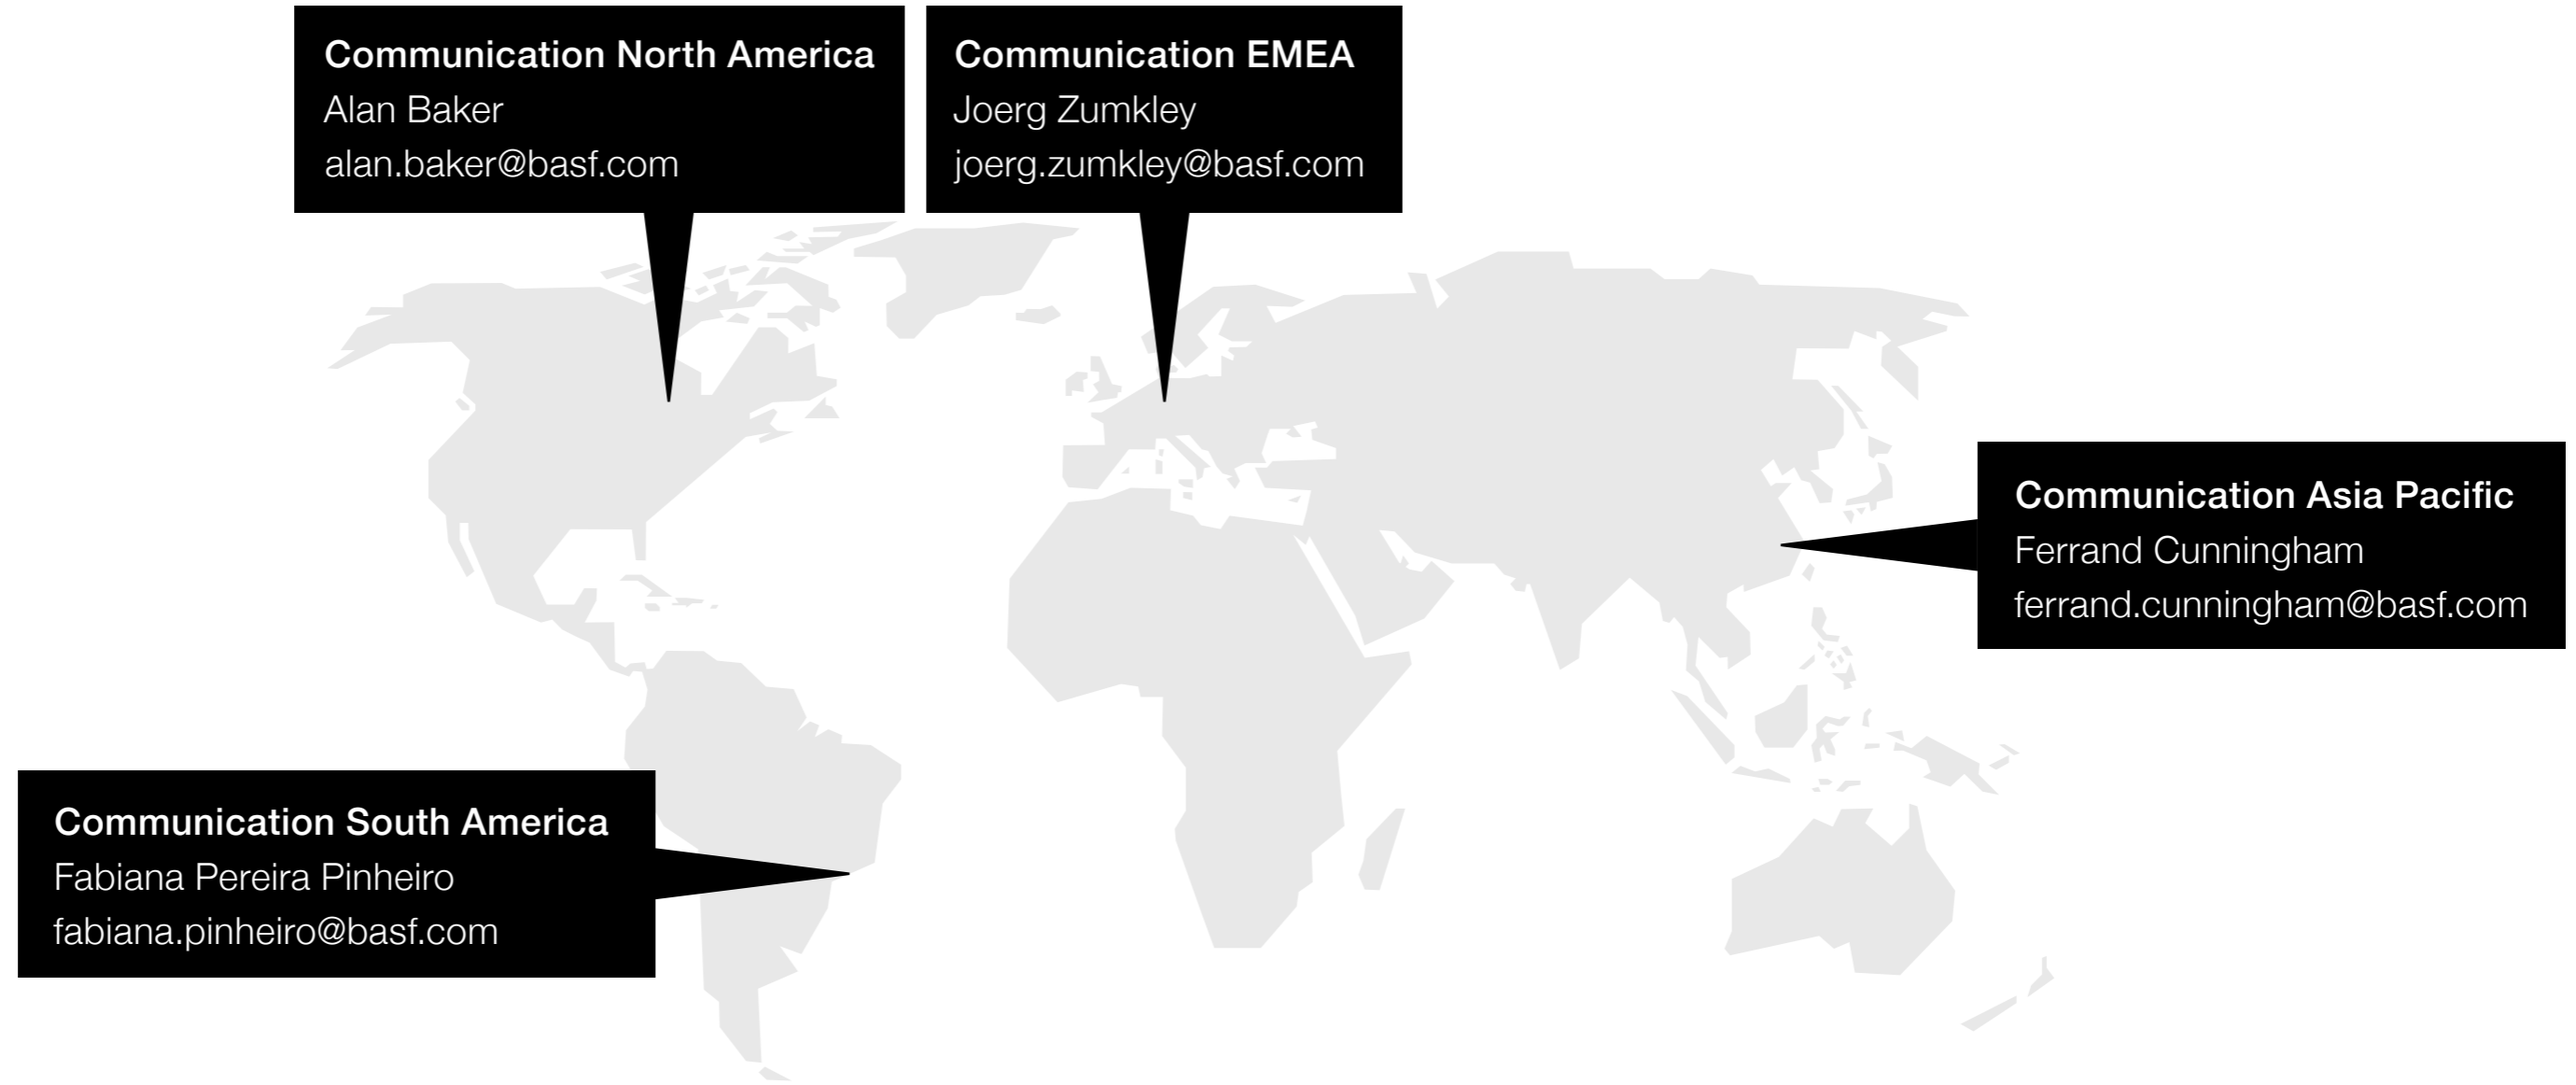 Communication North America
Alan Baker
alan.baker@basf.com
Communication EMEA
Joerg Zumkley
joerg.zumkley@basf.com
Communication Asia Pacific
Ferrand Cunningham
ferrand.cunningham@basf.com
Communication South America
Fabiana Pereira Pinheiro
fabiana.pinheiro@basf.com